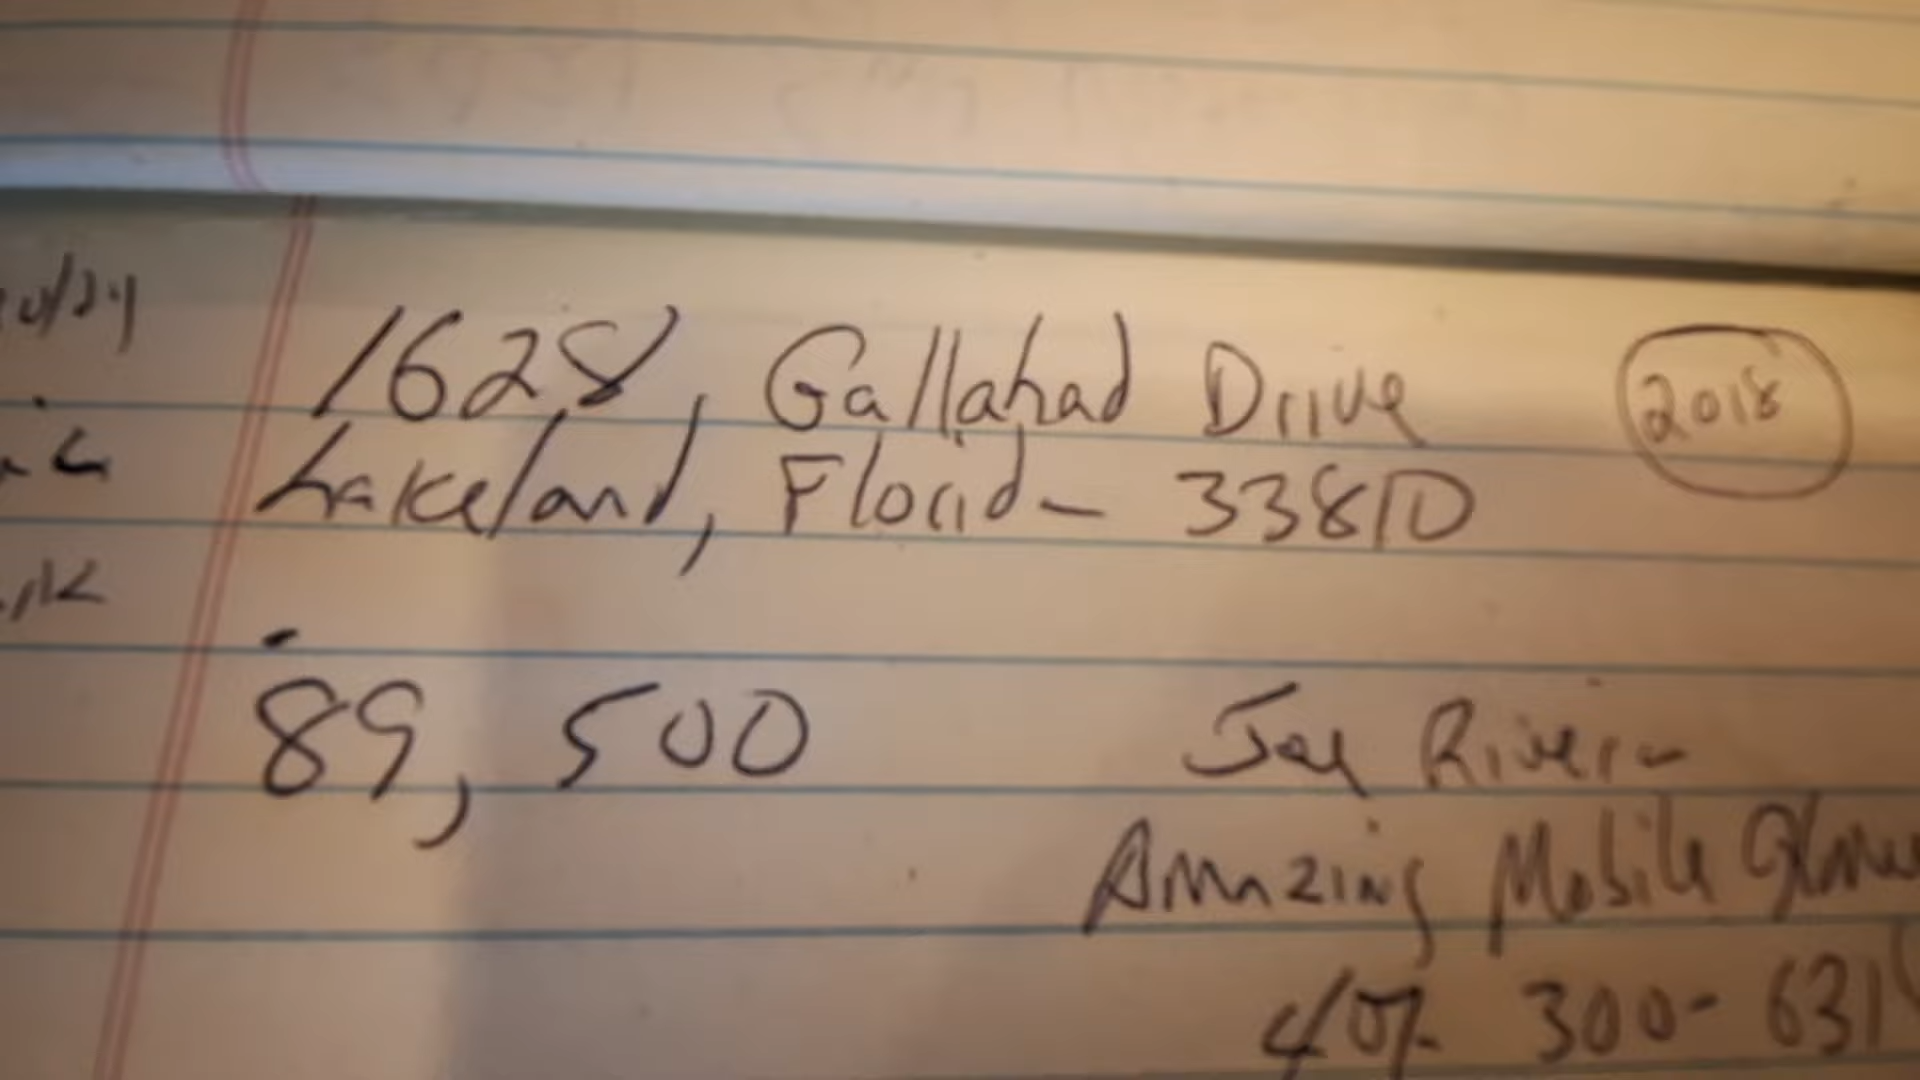 1628, Gallahad Drive 2018
Lakeland, Florida 33810
89,500
Jay Rivera
Amazing Mobile
407- 300- 631